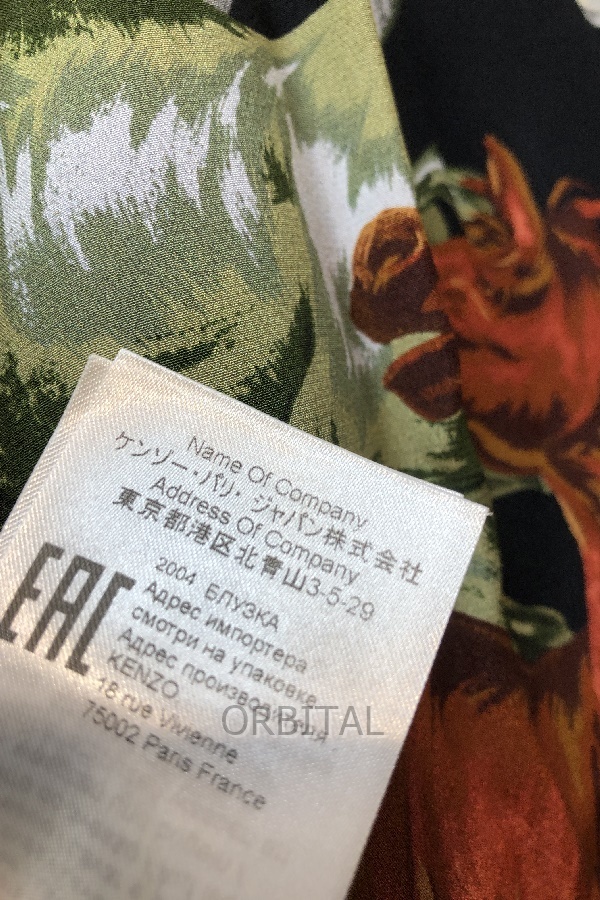 Name Of Company
ケンゾー・パリ・ジャパン株式会社
Address Of Company
東京都港区北青山3-5-29
2004 БЛУЗКА
Адрес импортера
смотри на упаковке
Адрес производителя
KENZO
18 rue Vivienne
75002 Paris France
EAC
ORBITAL